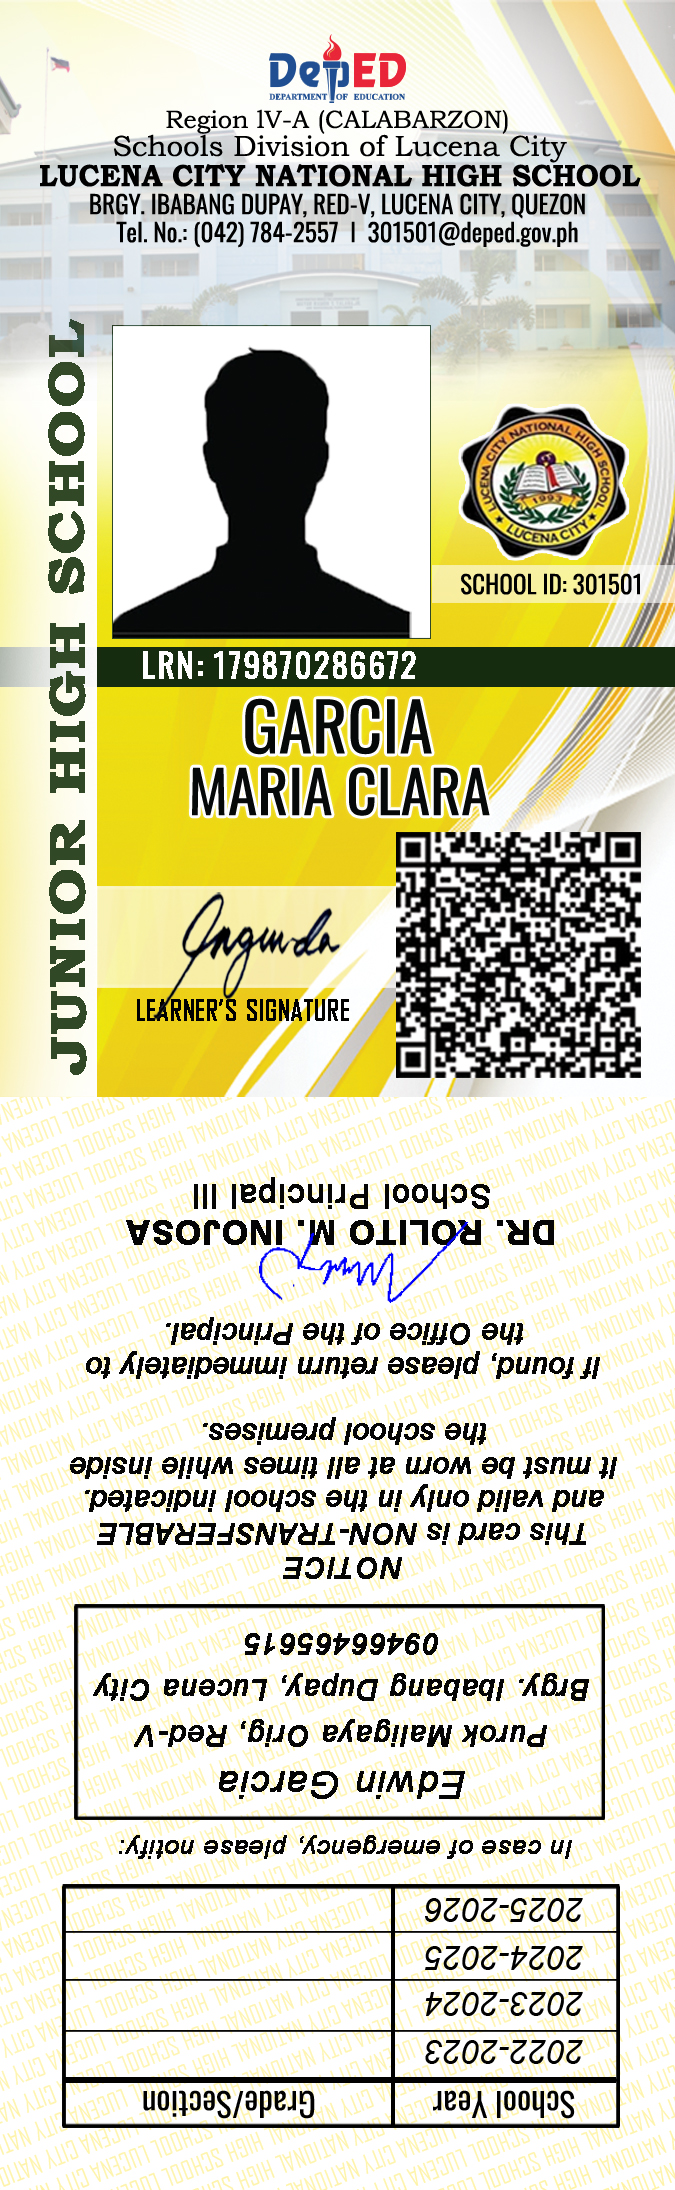 DepED
DEPARTMENT OF EDUCATION
Region lV-A (CALABARZON)
Schools Division of Lucena City
LUCENA CITY NATIONAL HIGH SCHOOL
BRGY. IBABANG DUPAY, RED-V, LUCENA CITY, QUEZON
Tel. No.: (042) 784-2557 I 301501@deped.gov.ph
JUNIOR HIGH SCHOOL
LUCENA CITY NATIONAL HIGH SCHOOL
1993
LUCENA CITY
SCHOOL ID: 301501
LRN: 179870286672
GARCIA
MARIA CLARA
LEARNER'S SIGNATURE
School Year Grade/Section
2022-2023
2023-2024
2024-2025
2025-2026
In case of emergency, please notify:
Edwin Garcia
Purok Maligaya Orig, Red-V
Brgy. Ibabang Dupay, Lucena City
09466465615
NOTICE
This card is NON-TRANSFERABLE
and valid only in the school indicated.
It must be worn at all times while inside
the school premises.
If found, please return immediately to
the Office of the Principal.
DR. ROLITO M. INOJOSA
School Principal III